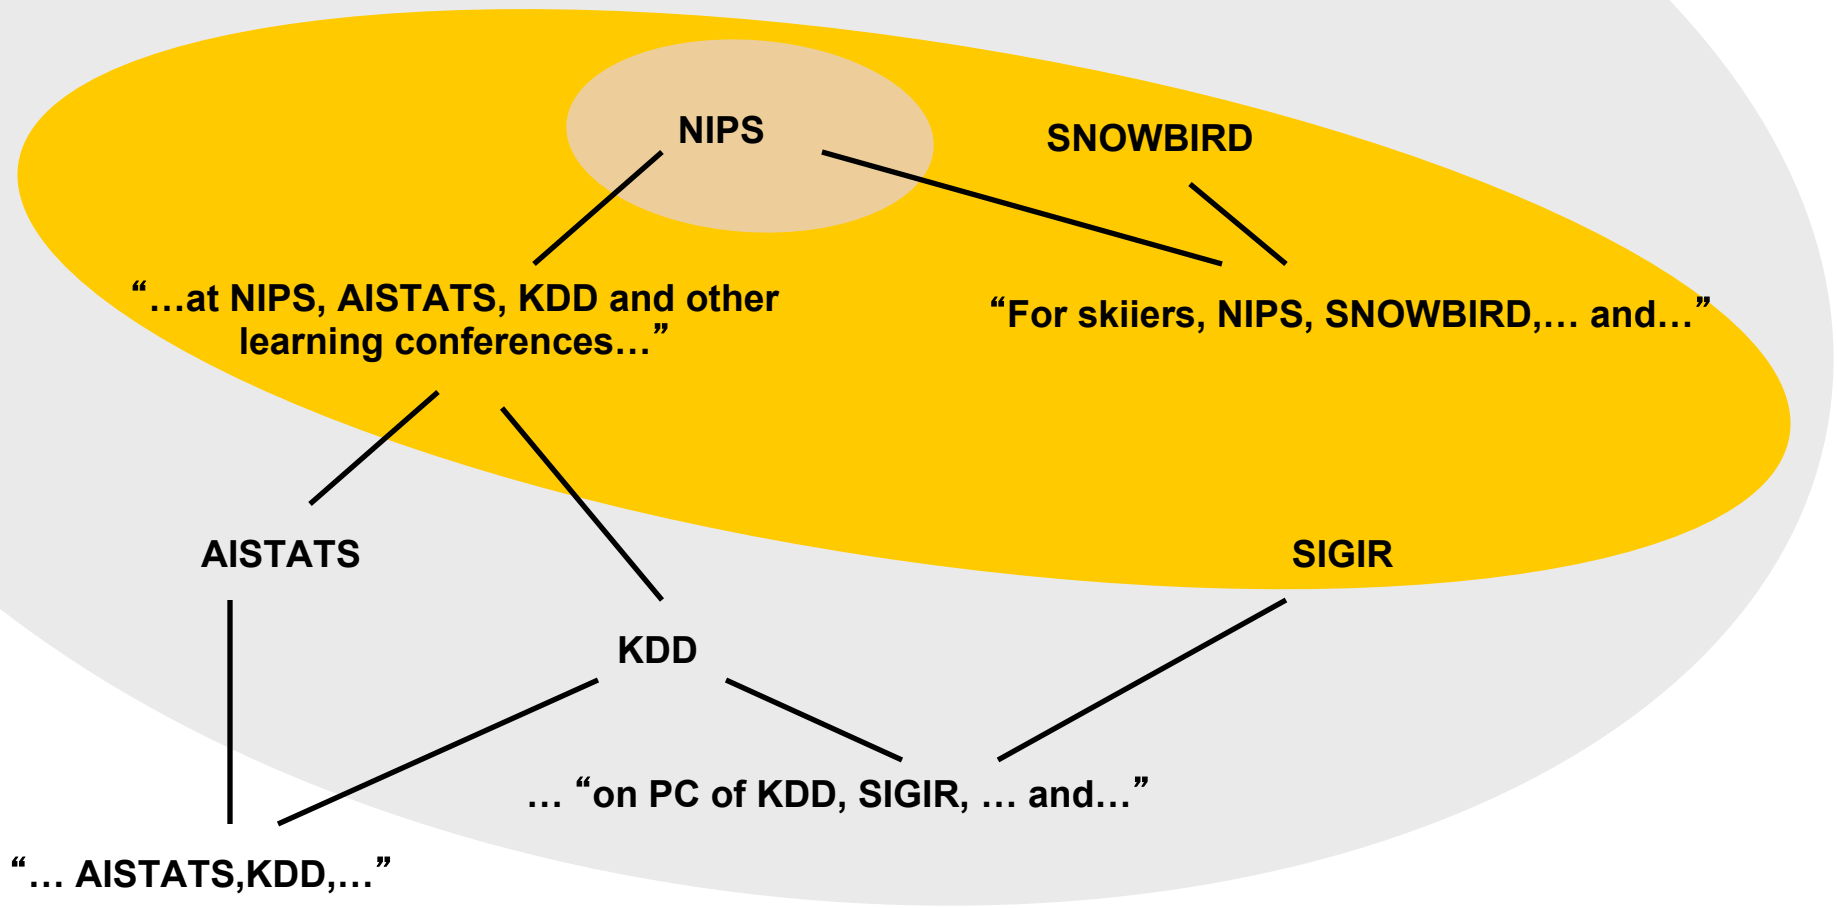 NIPS
SNOWBIRD
“…at NIPS, AISTATS, KDD and other
learning conferences…”
“For skiiers, NIPS, SNOWBIRD,… and…”
AISTATS
SIGIR
KDD
… “on PC of KDD, SIGIR, … and…”
“… AISTATS,KDD,…”